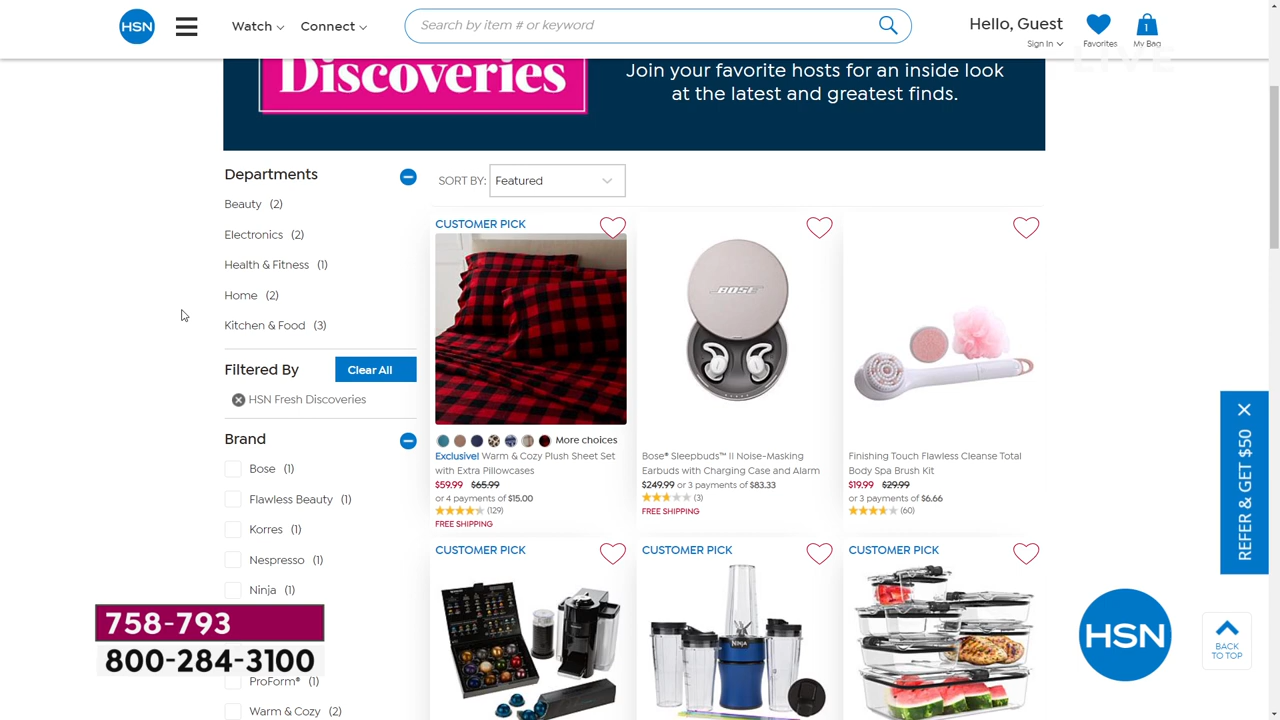 HSN
Watch
Connect
Search by item # or keyword
Hello, Guest
Sign In
Favorites
1
My Bag
LIVE
Discoveries
Join your favorite hosts for an inside look
at the latest and greatest finds.
Departments
Beauty (2)
Electronics (2)
Health & Fitness (1)
Home (2)
Kitchen & Food (3)
Filtered By
Clear All
HSN Fresh Discoveries
Brand
Bose (1)
Flawless Beauty (1)
Korres (1)
Nespresso (1)
Ninja (1)
758-793
800-284-3100
ProForm® (1)
Warm & Cozy (2)
SORT BY: Featured
CUSTOMER PICK
More choices
Exclusive! Warm & Cozy Plush Sheet Set
with Extra Pillowcases
$59.99 $65.99
or 4 payments of $15.00
(129)
FREE SHIPPING
BOSE
Bose® Sleepbuds™ II Noise-Masking
Earbuds with Charging Case and Alarm
$249.99 or 3 payments of $83.33
(3)
FREE SHIPPING
Finishing Touch Flawless Cleanse Total
Body Spa Brush Kit
$19.99 $29.99
or 3 payments of $6.66
(60)
CUSTOMER PICK
CUSTOMER PICK
NINJA
CUSTOMER PICK
REFER & GET $50
HSN
BACK
TO TOP